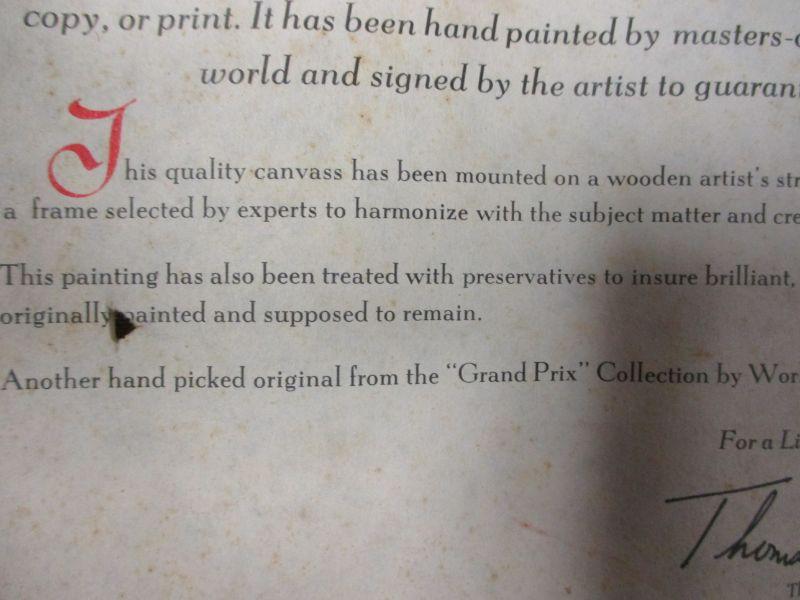 copy, or print. It has been hand painted by masters-
world and signed by the artist to guaran
This quality canvass has been mounted on a wooden artist's str
a frame selected by experts to harmonize with the subject matter and cre
This painting has also been treated with preservatives to insure brilliant,
originally painted and supposed to remain.
Another hand picked original from the "Grand Prix" Collection by Wor
For a Li
Thoma